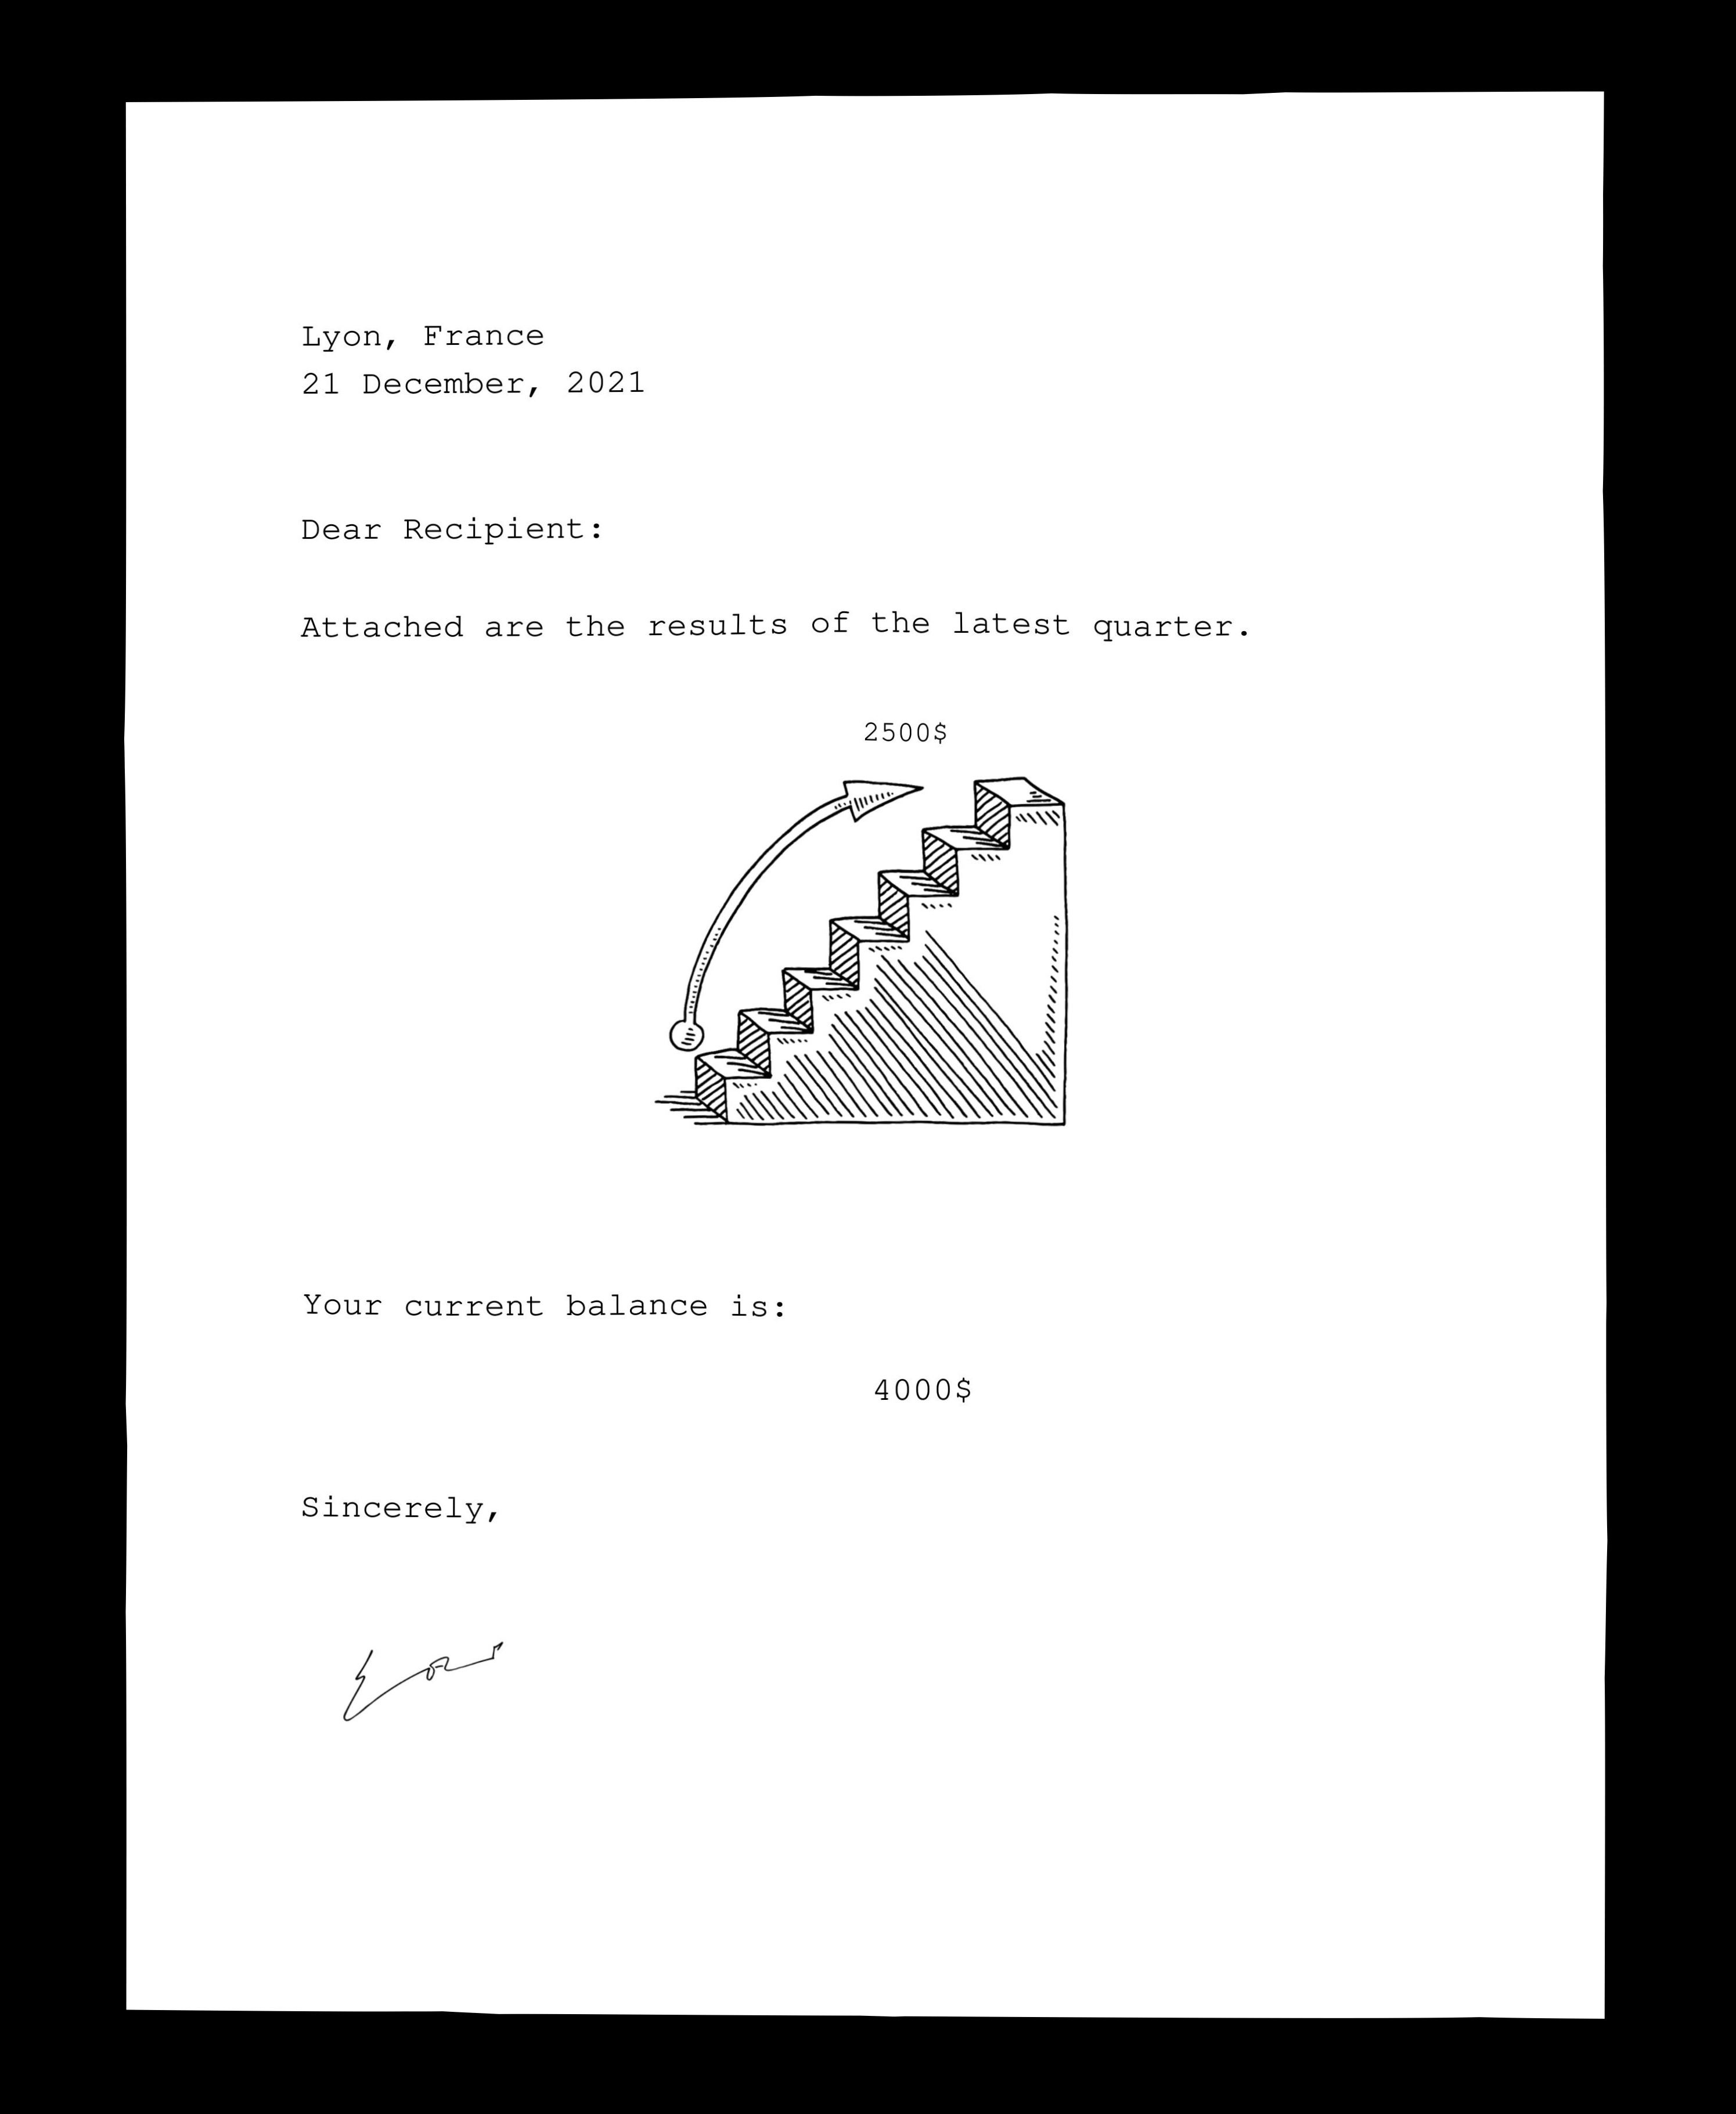 Lyon, France
21 December, 2021
Dear Recipient:
Attached are the results of the latest quarter.
2500$
Your current balance is:
4000$
Sincerely,